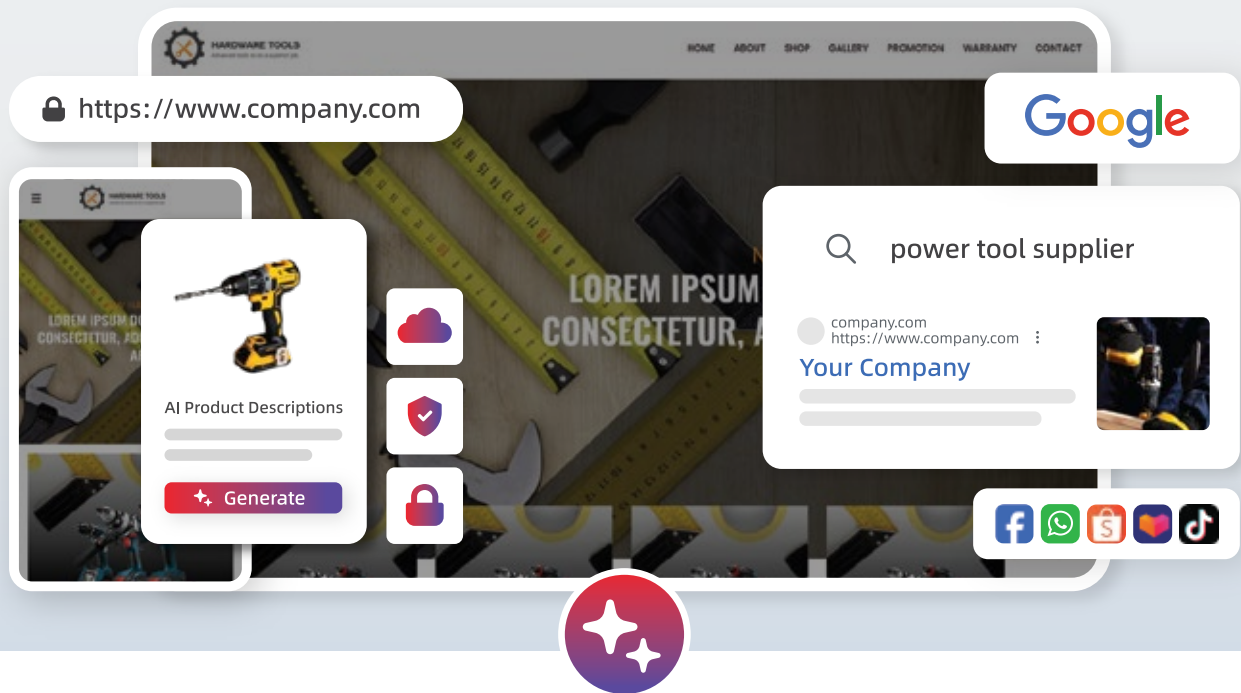 HARDWARE TOOLS
HOME ABOUT SHOP GALLERY PROMOTION WARRANTY CONTACT
https://www.company.com
Google
HARDWARE TOOLS
power tool supplier
LOREM IPSUM
CONSECTETUR, A
LOREM IPSUM DO
CONSECTETUR, AD
company.com
https://www.company.com
Your Company
AI Product Descriptions
Generate